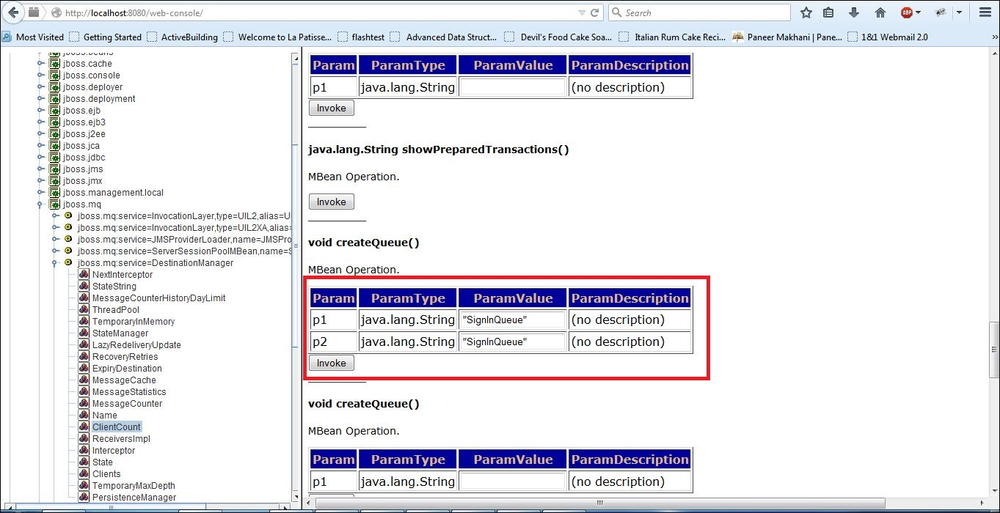 http://localhost:8080/web-console/
Search
ABP
Most Visited Getting Started ActiveBuilding Welcome to La Patisse... flashtest Advanced Data Struct... Devil's Food Cake Soa... Italian Rum Cake Reci... Paneer Makhani | Pane... 1&1 Webmail 2.0 »
jboss.beans
jboss.cache
jboss.console
jboss.deployer
jboss.deployment
jboss.ejb
jboss.ejb3
jboss.j2ee
jboss.jca
jboss.jdbc
jboss.jms
jboss.jmx
jboss.management.local
jboss.mq
jboss.mq:service=InvocationLayer,type=UIL2,alias=U
jboss.mq:service=InvocationLayer,type=UIL2XA,alias=
jboss.mq:service=JMSProviderLoader,name=JMSPro
jboss.mq:service=ServerSessionPoolMBean,name=S
jboss.mq:service=DestinationManager
NextInterceptor
StateString
MessageCounterHistoryDayLimit
ThreadPool
TemporaryInMemory
StateManager
LazyRedeliveryUpdate
RecoveryRetries
ExpiryDestination
MessageCache
MessageStatistics
MessageCounter
Name
ClientCount
ReceiversImpl
Interceptor
State
Clients
TemporaryMaxDepth
PersistenceManager
Param ParamType ParamValue ParamDescription
p1 java.lang.String (no description)
Invoke
java.lang.String showPreparedTransactions()
MBean Operation.
Invoke
void createQueue()
MBean Operation.
Param ParamType ParamValue ParamDescription
p1 java.lang.String "SignInQueue" (no description)
p2 java.lang.String "SignInQueue" (no description)
Invoke
void createQueue()
MBean Operation.
Param ParamType ParamValue ParamDescription
p1 java.lang.String (no description)